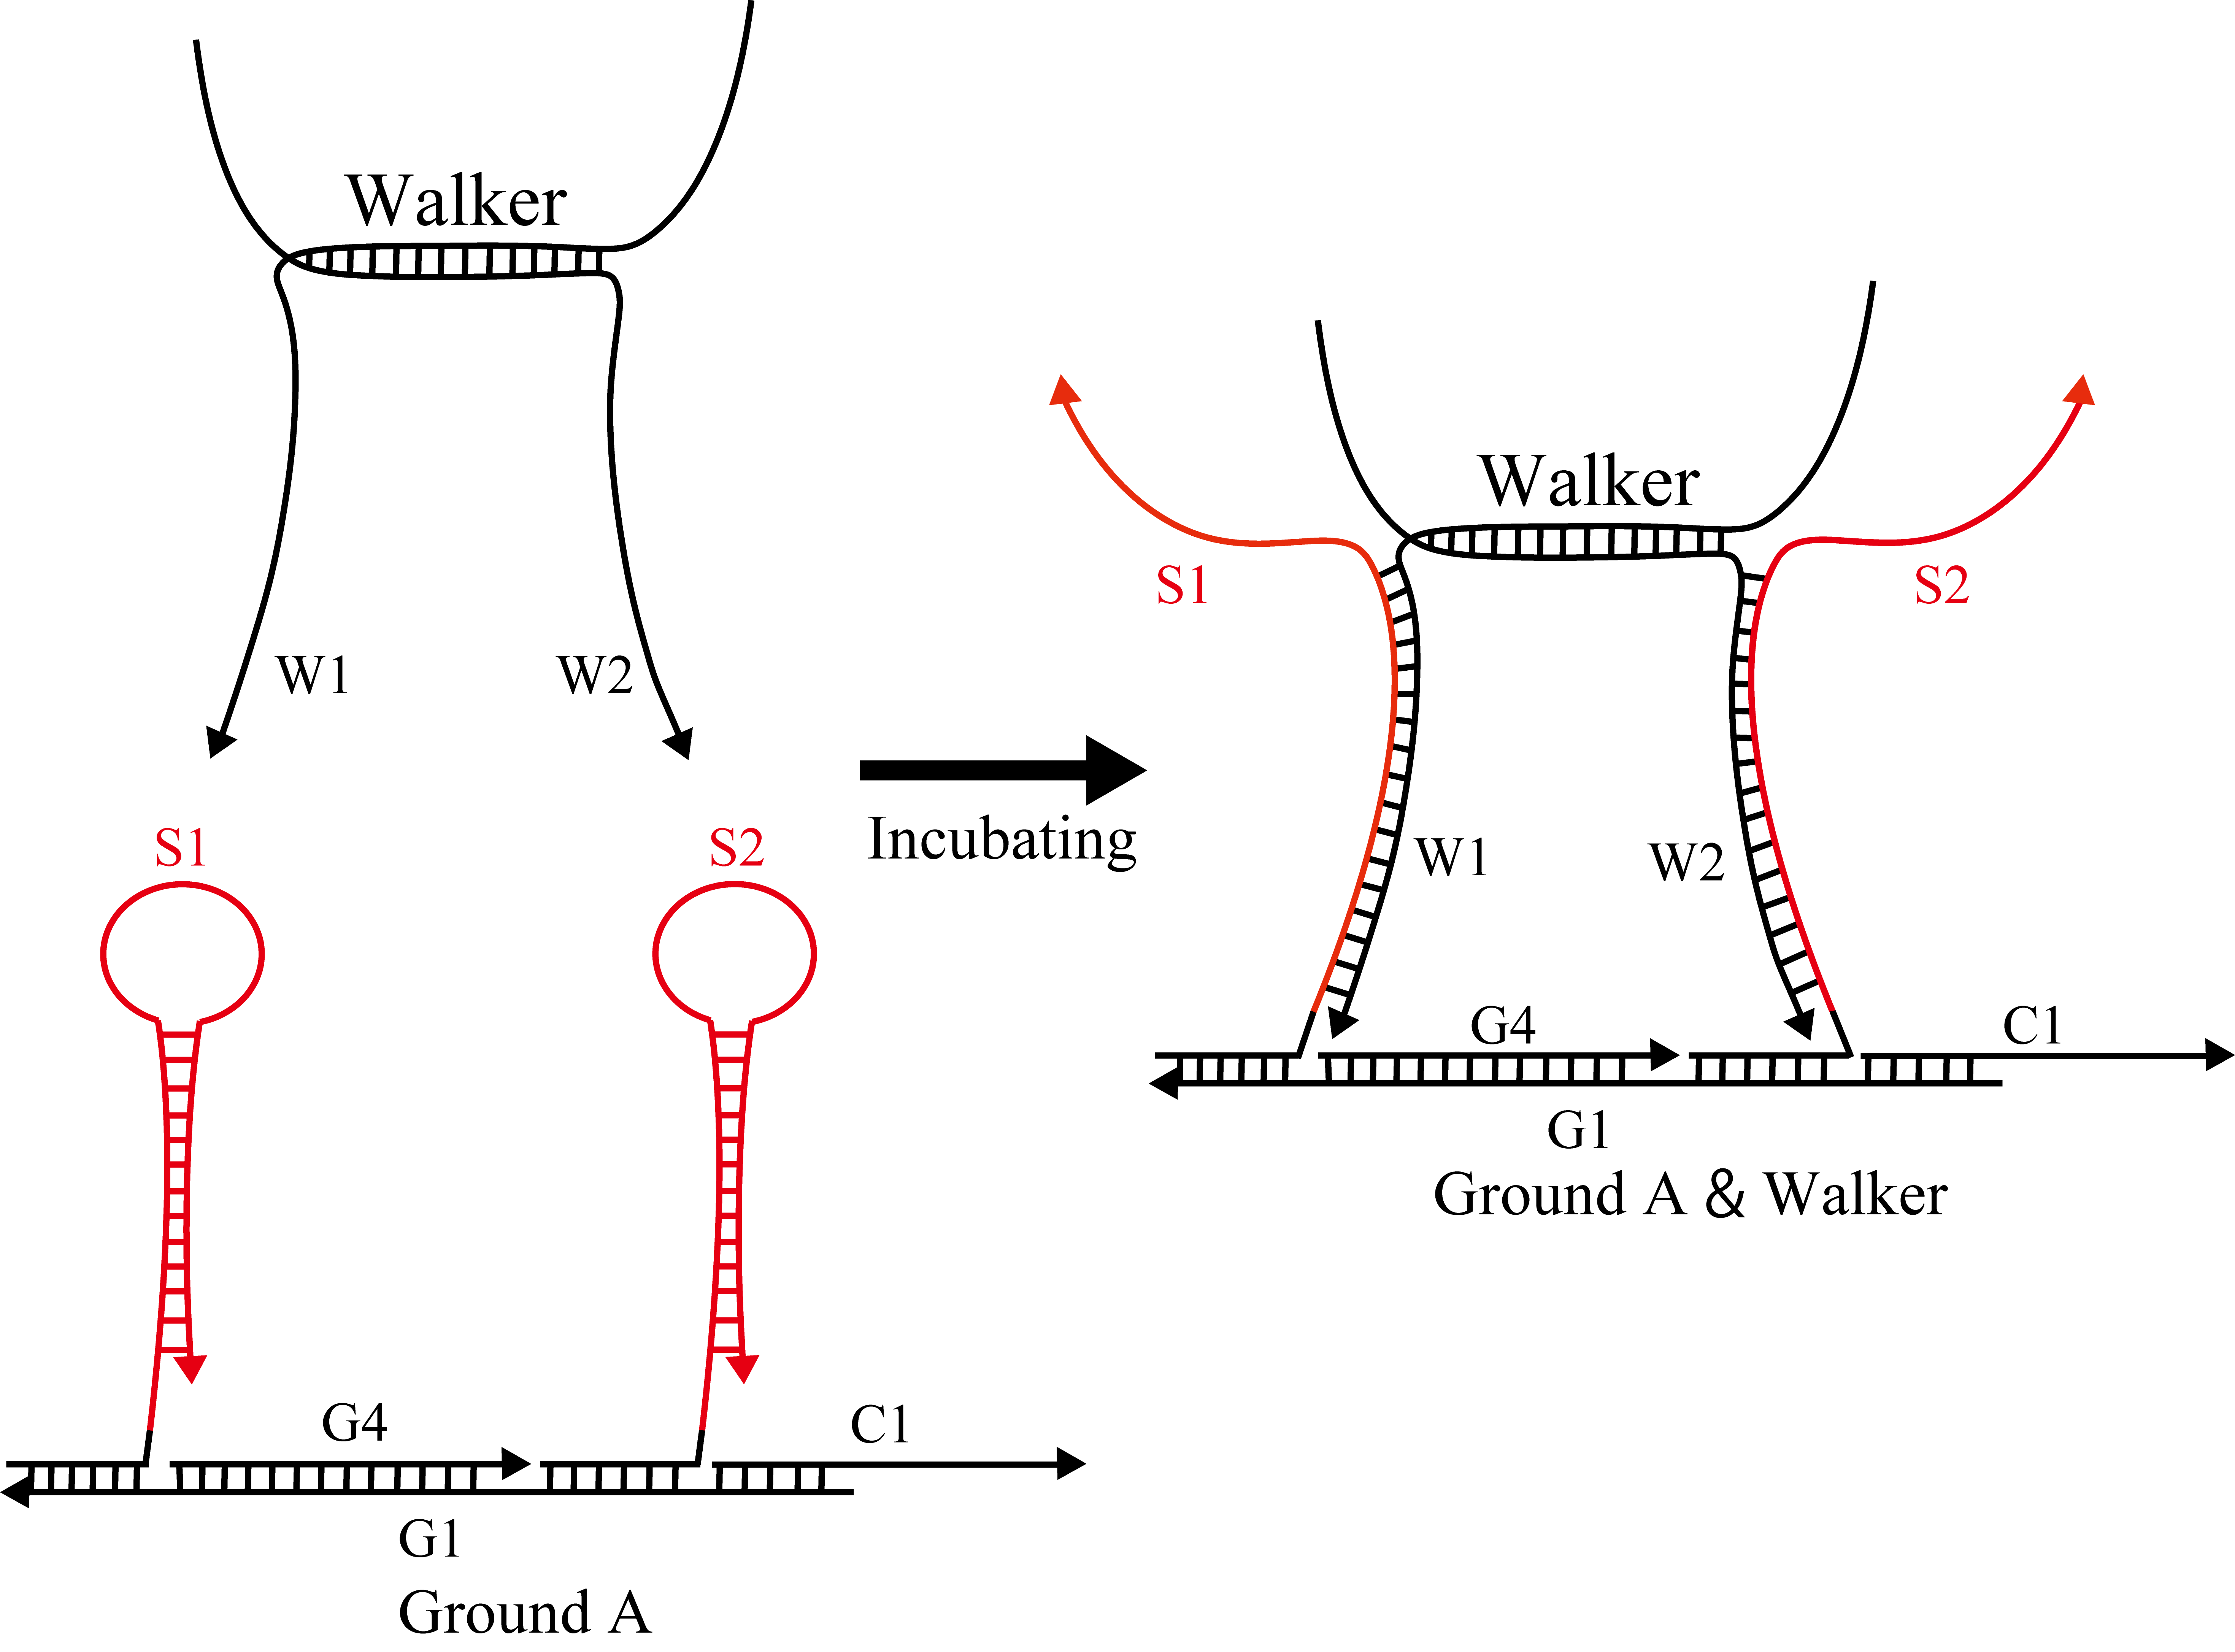 Walker
W1
W2
S1
S2
G4
C1
G1
Ground A
Incubating
Walker
S1
S2
W1
W2
G4
C1
G1
Ground A & Walker